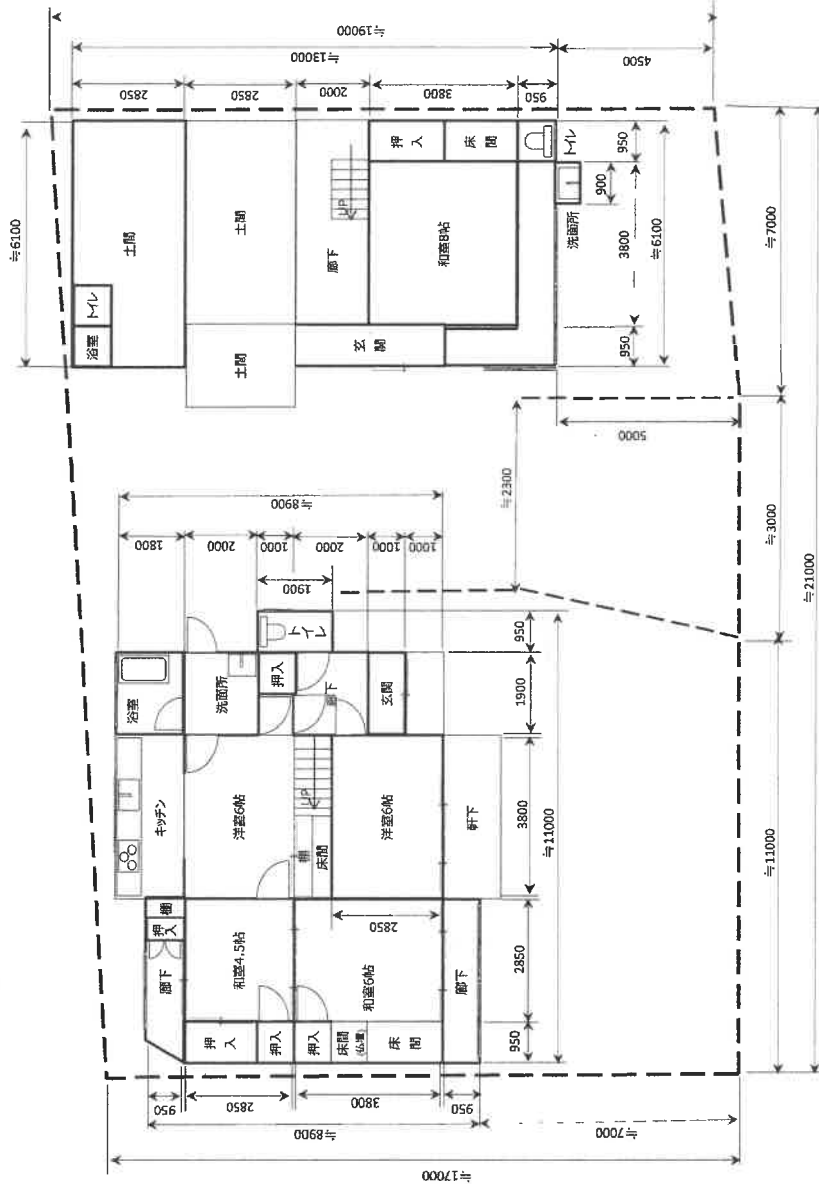 ≒19000
≒13000
4500
2850
2850
2000
3800
950
≒6100
土間
トイレ
浴室
土間
土間
廊下
UP
押入
床間
トイレ
950
玄関
和室8帖
洗面所
900
3800
≒6100
950
≒7000
5000
≒2300
≒3000
≒21000
≒8900
1800
2000
1000
2000
1000
1000
1900
浴室
洗面所
押入
トイレ
廊下
玄関
950
1900
キッチン
洋室6帖
UP
棚
床間
洋室6帖
軒下
3800
≒11000
≒11000
棚
押入
廊下
和室4,5帖
和室6帖
2850
廊下
2850
押入
押入
押入
床間
(仏壇)
床間
950
950
2850
3800
950
≒8900
≒7000
≒17000